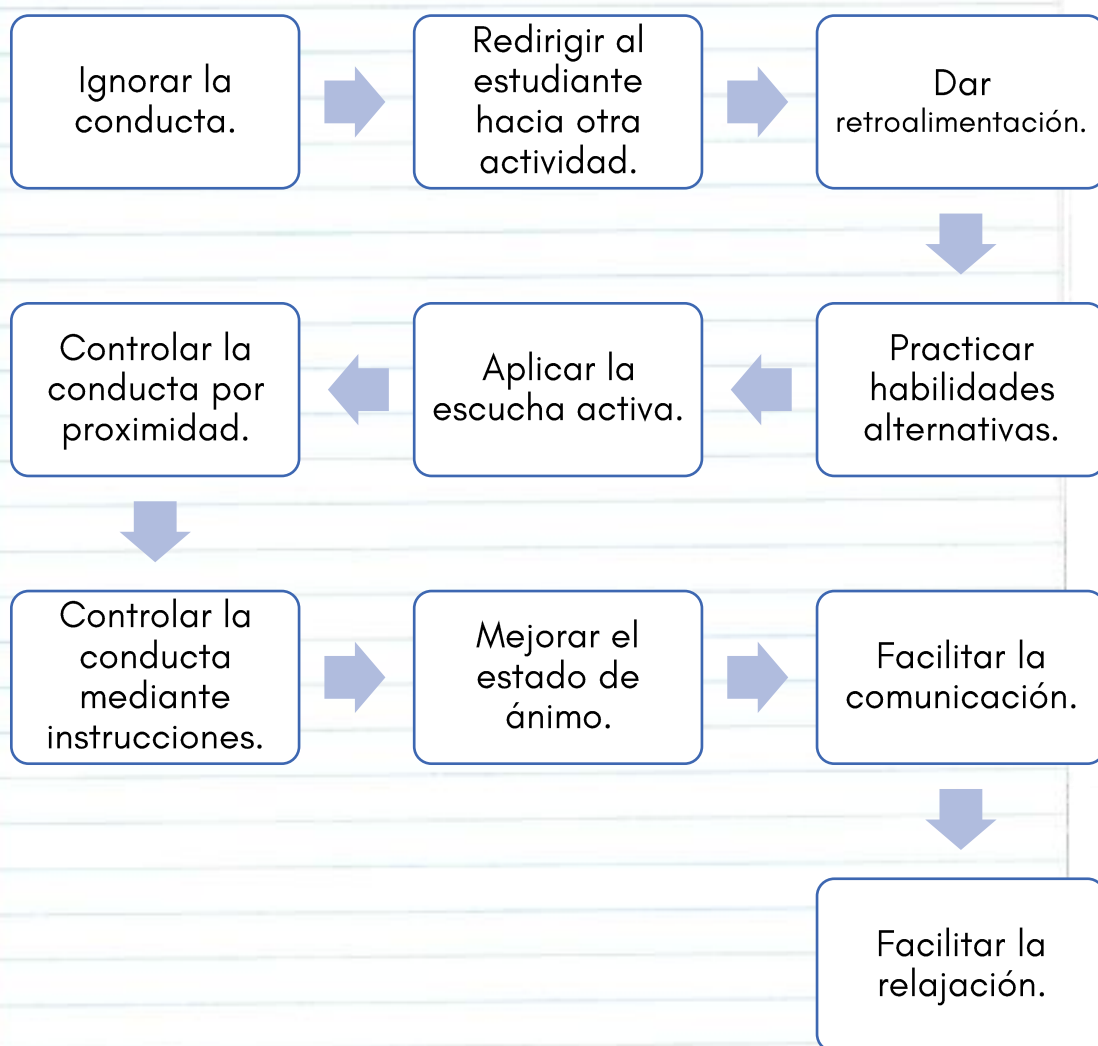 Ignorar la
conducta.
Redirigir al
estudiante
hacia otra
actividad.
Dar
retroalimentación.
Practicar
habilidades
alternativas.
Aplicar la
escucha activa.
Controlar la
conducta por
proximidad.
Controlar la
conducta
mediante
instrucciones.
Mejorar el
estado de
ánimo.
Facilitar la
comunicación.
Facilitar la
relajación.